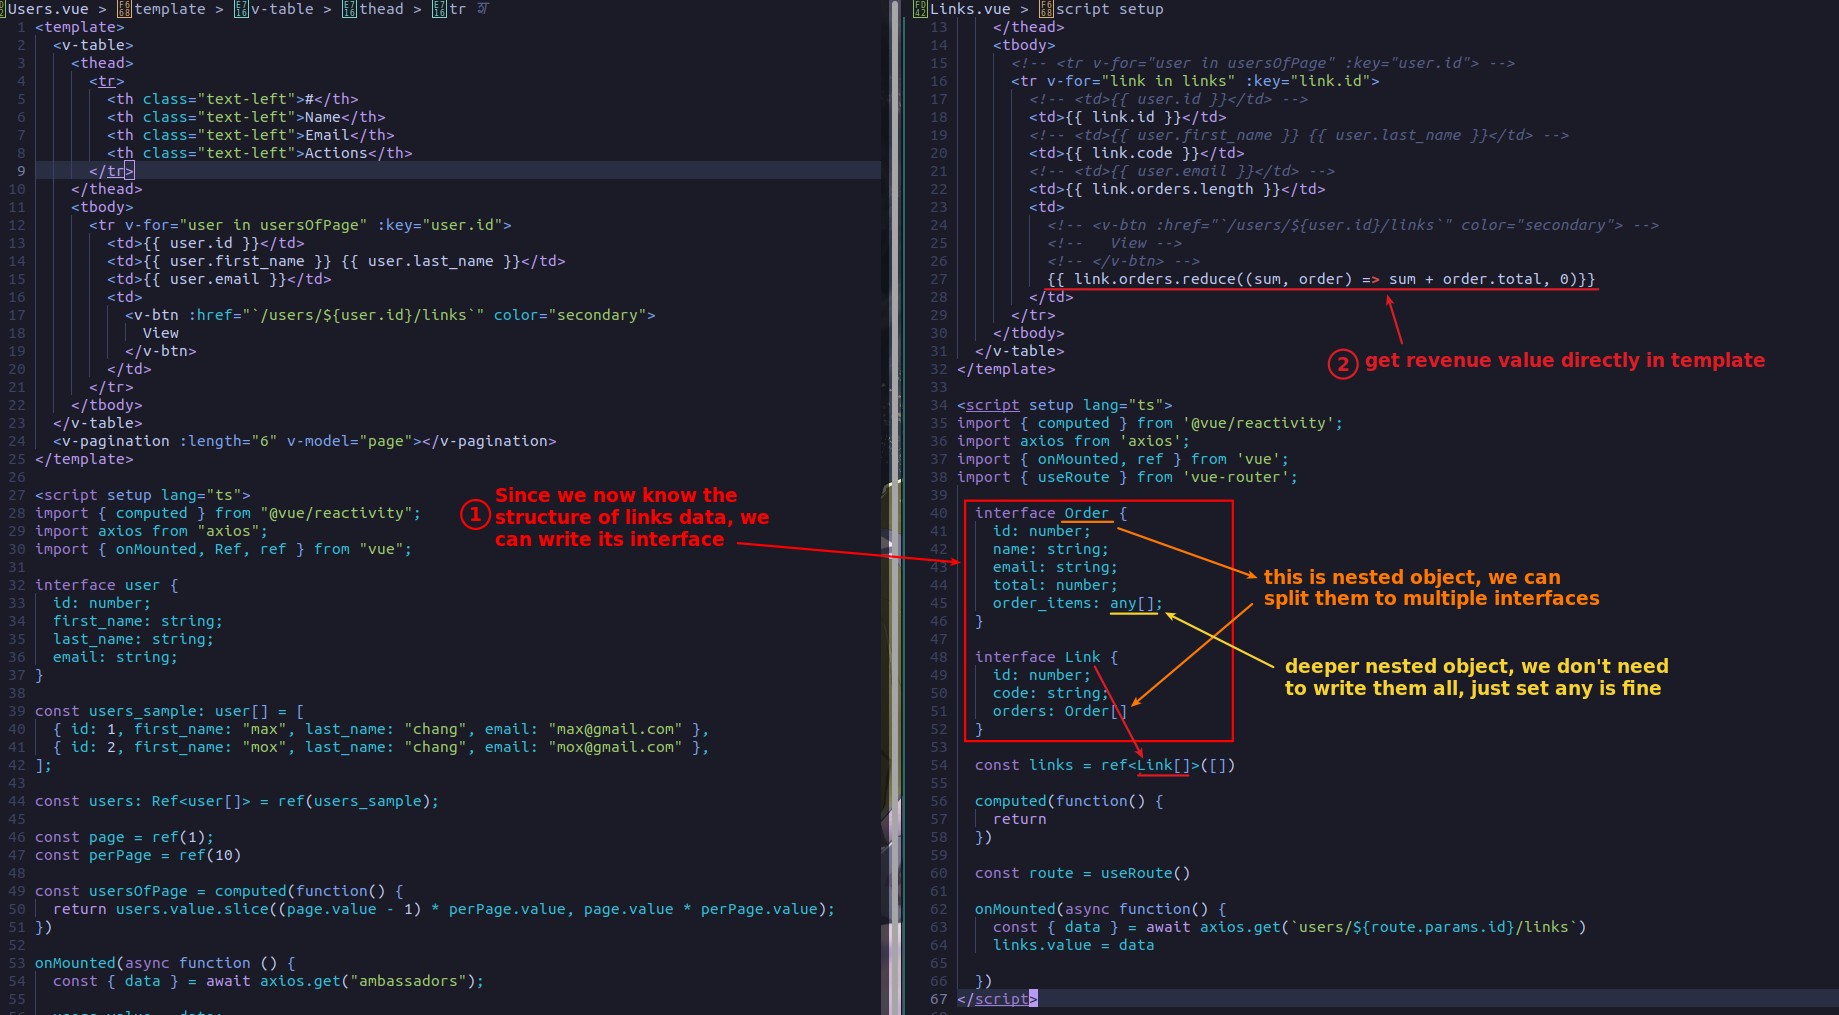 Users.vue > template > v-table > thead > tr
1 <template>
2 <v-table>
3 <thead>
4 <tr>
5 <th class="text-left">#</th>
6 <th class="text-left">Name</th>
7 <th class="text-left">Email</th>
8 <th class="text-left">Actions</th>
9 </tr>
10 </thead>
11 <tbody>
12 <tr v-for="user in usersOfPage" :key="user.id">
13 <td>{{ user.id }}</td>
14 <td>{{ user.first_name }} {{ user.last_name }}</td>
15 <td>{{ user.email }}</td>
16 <td>
17 <v-btn :href="`/users/${user.id}/links`" color="secondary">
18 View
19 </v-btn>
20 </td>
21 </tr>
22 </tbody>
23 </v-table>
24 <v-pagination :length="6" v-model="page"></v-pagination>
25 </template>
26
27 <script setup lang="ts">
28 import { computed } from "@vue/reactivity";
29 import axios from "axios";
30 import { onMounted, Ref, ref } from "vue";
31
32 interface user {
33 id: number;
34 first_name: string;
35 last_name: string;
36 email: string;
37 }
38
39 const users_sample: user[] = [
40 { id: 1, first_name: "max", last_name: "chang", email: "max@gmail.com" },
41 { id: 2, first_name: "mox", last_name: "chang", email: "mox@gmail.com" },
42 ];
43
44 const users: Ref<user[]> = ref(users_sample);
45
46 const page = ref(1);
47 const perPage = ref(10)
48
49 const usersOfPage = computed(function() {
50 return users.value.slice((page.value - 1) * perPage.value, page.value * perPage.value);
51 })
52
53 onMounted(async function () {
54 const { data } = await axios.get("ambassadors");
55
1 Since we now know the
structure of links data, we
can write its interface
Links.vue > script setup
13 </thead>
14 <tbody>
15 <!-- <tr v-for="user in usersOfPage" :key="user.id"> -->
16 <tr v-for="link in links" :key="link.id">
17 <!-- <td>{{ user.id }}</td> -->
18 <td>{{ link.id }}</td>
19 <!-- <td>{{ user.first_name }} {{ user.last_name }}</td> -->
20 <td>{{ link.code }}</td>
21 <!-- <td>{{ user.email }}</td> -->
22 <td>{{ link.orders.length }}</td>
23 <td>
24 <!-- <v-btn :href="`/users/${user.id}/links`" color="secondary"> -->
25 <!-- View -->
26 <!-- </v-btn> -->
27 {{ link.orders.reduce((sum, order) => sum + order.total, 0)}}
28 </td>
29 </tr>
30 </tbody>
31 </v-table>
32 </template>
33
34 <script setup lang="ts">
35 import { computed } from '@vue/reactivity';
36 import axios from 'axios';
37 import { onMounted, ref } from 'vue';
38 import { useRoute } from 'vue-router';
39
40 interface Order {
41 id: number;
42 name: string;
43 email: string;
44 total: number;
45 order_items: any[];
46 }
47
48 interface Link {
49 id: number;
50 code: string;
51 orders: Order[]
52 }
53
54 const links = ref<Link[]>([])
55
56 computed(function() {
57 return
58 })
59
60 const route = useRoute()
61
62 onMounted(async function() {
63 const { data } = await axios.get(`users/${route.params.id}/links`)
64 links.value = data
65
66 })
67 </script>
2 get revenue value directly in template
this is nested object, we can
split them to multiple interfaces
deeper nested object, we don't need
to write them all, just set any is fine